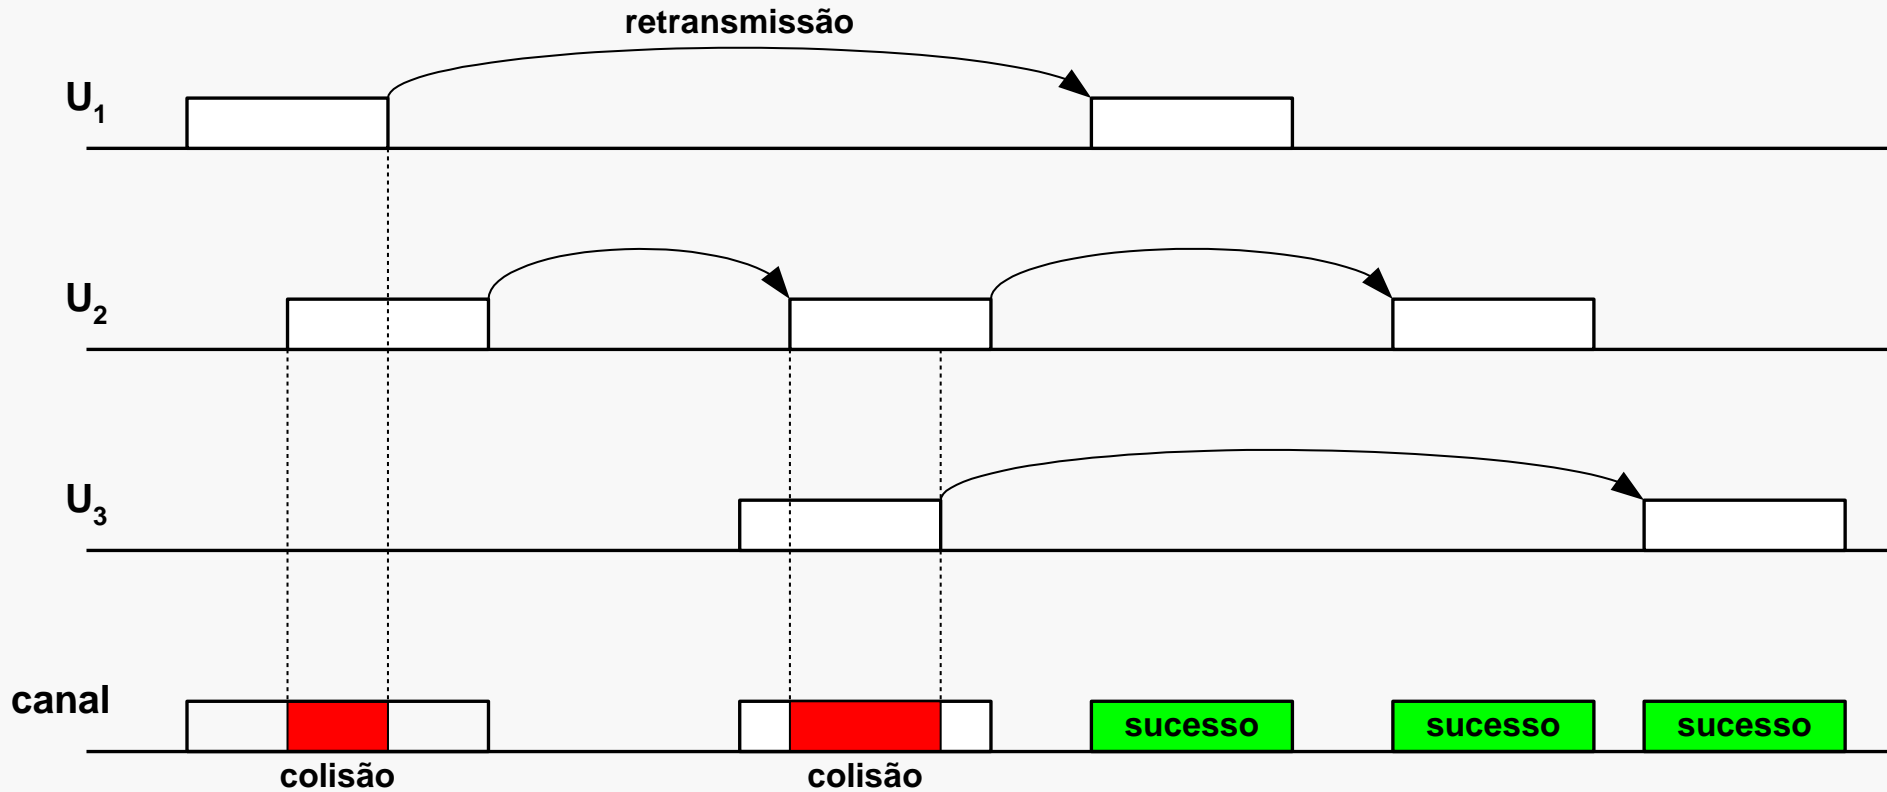 retransmissão
U1
U2
U3
canal
sucesso sucesso sucesso
colisão colisão